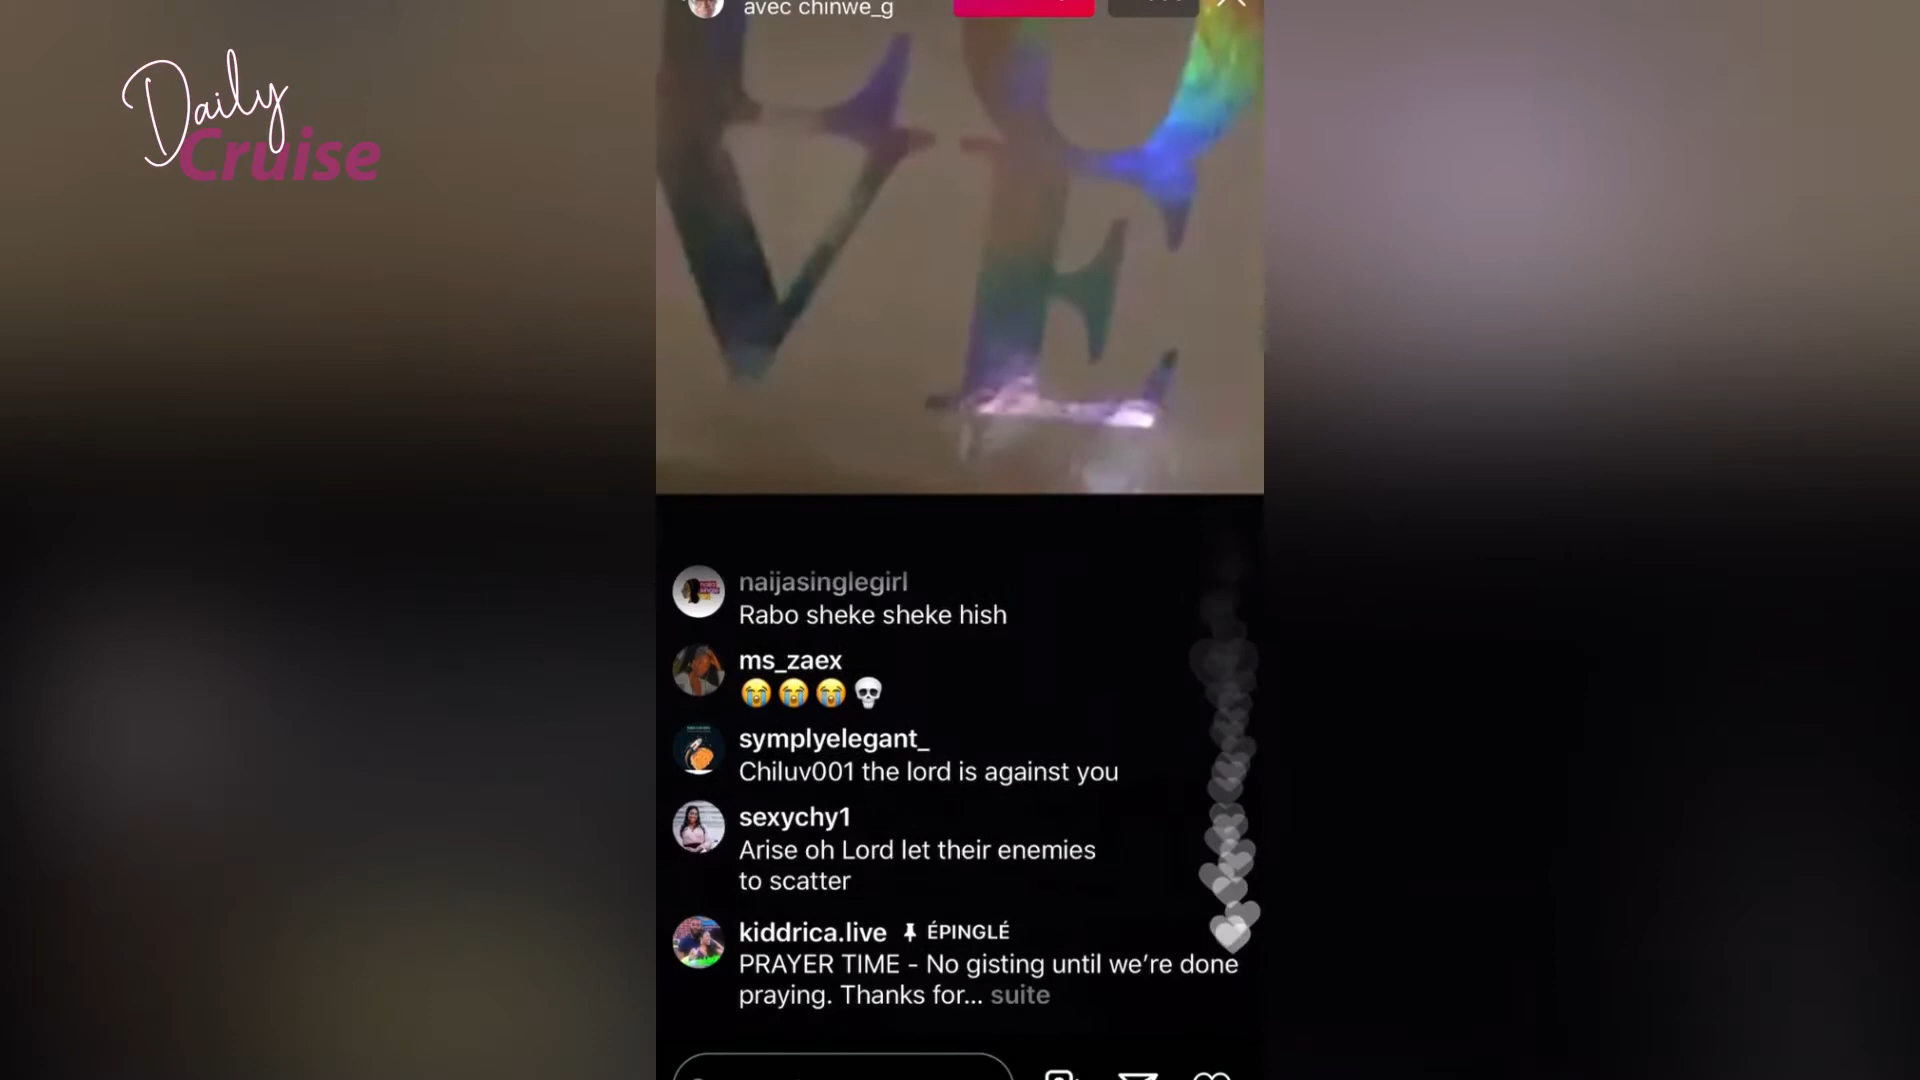 avec chinwe_g
Daily
Cruise
VE
naijasinglegirl
Rabo sheke sheke hish
ms_zaex
😭😭😭💀
symplyelegant_
Chiluv001 the lord is against you
sexychy1
Arise oh Lord let their enemies
to scatter
kiddrica.live ÉPINGLÉ
PRAYER TIME - No gisting until we’re done
praying. Thanks for... suite